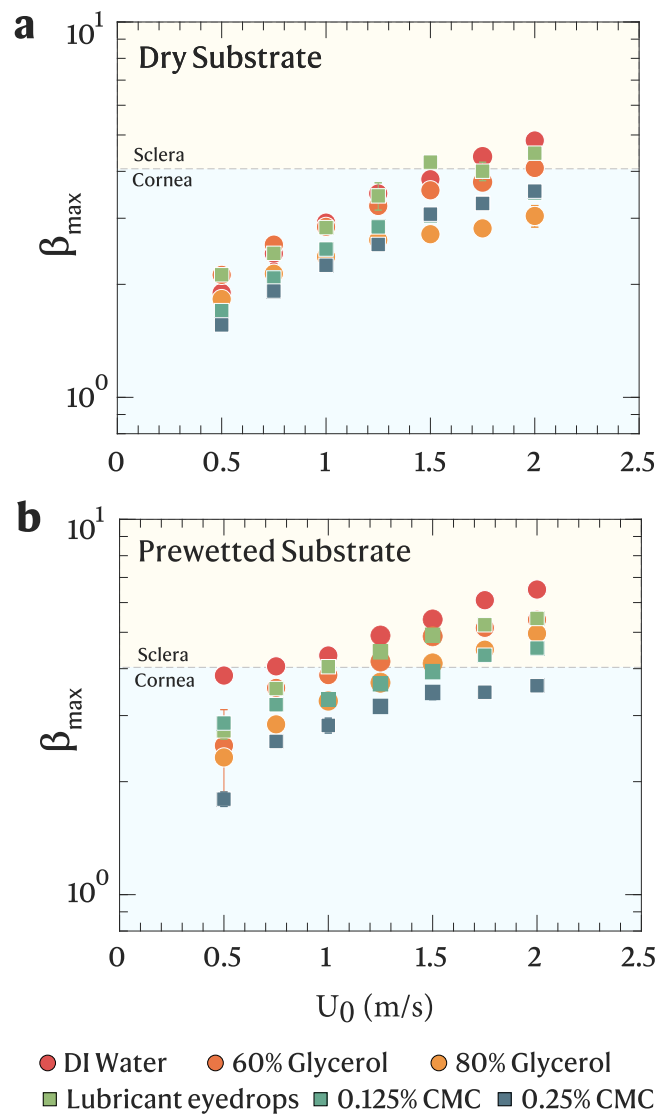 a
10¹
Dry Substrate
Sclera
Cornea
βmax
10⁰
0 0.5 1 1.5 2 2.5
b
10¹
Prewetted Substrate
Sclera
Cornea
βmax
10⁰
0 0.5 1 1.5 2 2.5
U₀ (m/s)
DI Water 60% Glycerol 80% Glycerol
Lubricant eyedrops 0.125% CMC 0.25% CMC